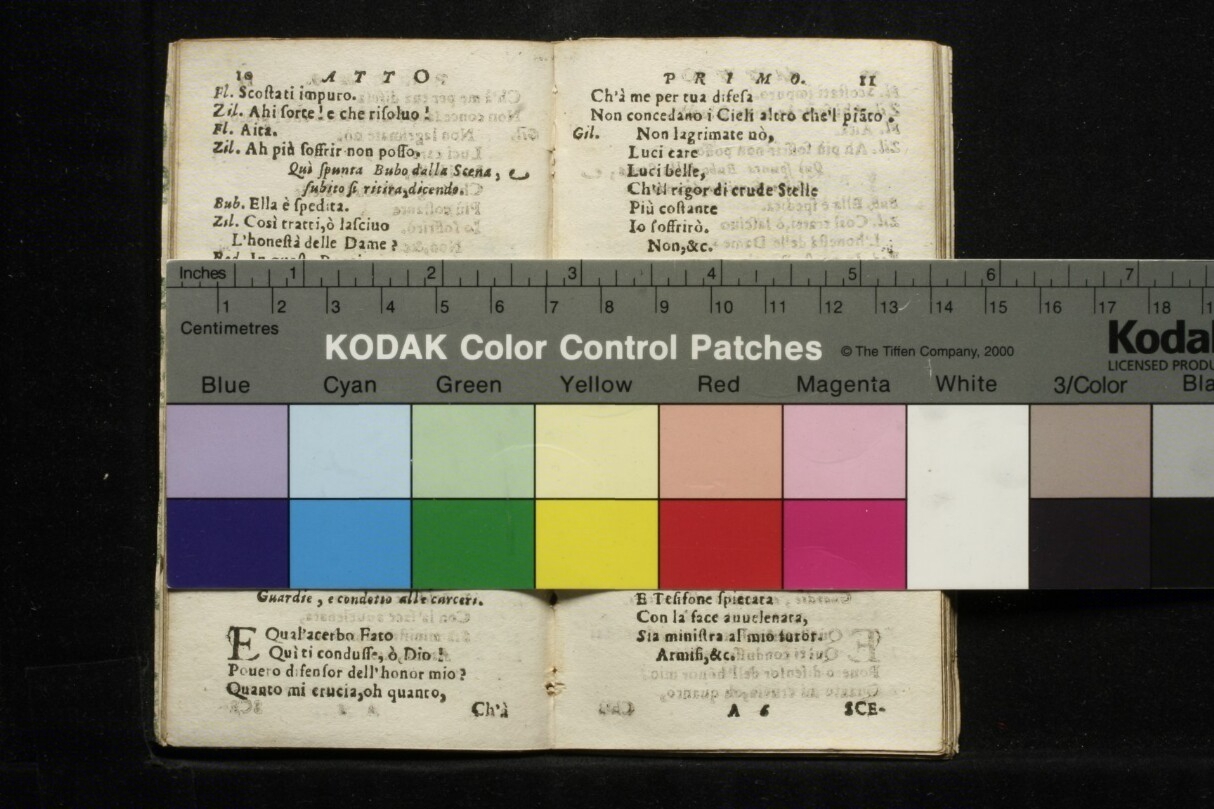 10 ATTO.
Fl. Scoſtati impuro.
Zil. Ahi ſorte! e che riſoluo!
Fl. Aita.
Zil. Ah più ſoffrir non poſſo.
Quì ſpunta Bubo dalla Scena, e
ſubito ſi ritira, dicendo.
Bub. Ella è ſpedita.
Zil. Così tratti, ò laſciuo
L'honeſtà delle Dame?
PRIMO. 11
Ch'à me per tua difeſa
Non concedano i Cieli altro che'l piãto.
Gil. Non lagrimate nò,
Luci care
Luci belle,
Ch'il rigor di crude Stelle
Più coſtante
Io ſoffrirò.
Non, &c.
Inches 1 2 3 4 5 6 7
1 2 3 4 5 6 7 8 9 10 11 12 13 14 15 16 17 18
Centimetres
KODAK Color Control Patches © The Tiffen Company, 2000
Kodak
LICENSED PRODU
Blue Cyan Green Yellow Red Magenta White 3/Color Bla
Guardie, e condotto alle carceri.
E Qual'acerbo Fato
Quì ti conduſſe, ò Dio!
Pouero difenſor dell'honor mio?
Quanto mi crucia, oh quanto,
Ch'à
E Teſifone ſpietata
Con la face auuelenata,
Sia miniſtra al mio furor.
Armiſi, &c.
A 6 SCE-